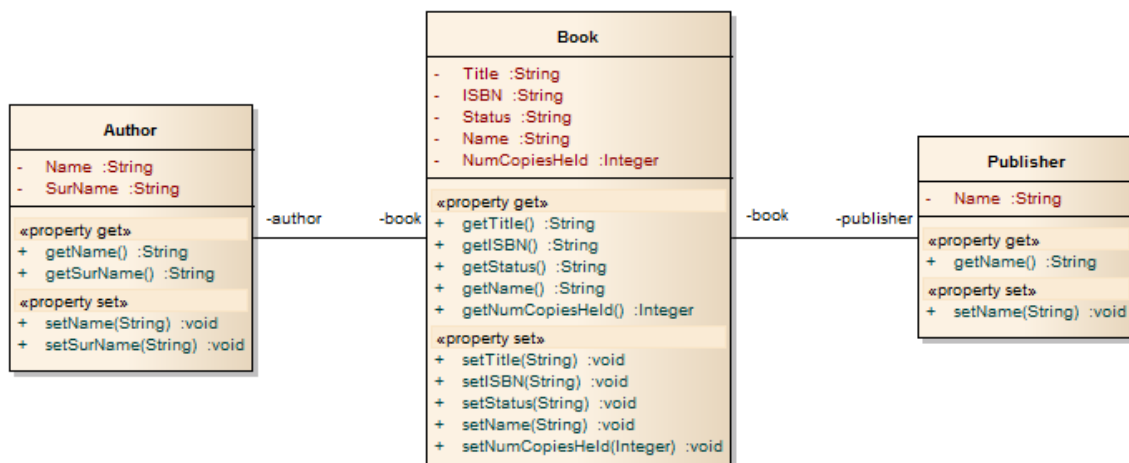 Author
- Name :String
- SurName :String
«property get»
+ getName() :String
+ getSurName() :String
«property set»
+ setName(String) :void
+ setSurName(String) :void
-author
-book
Book
- Title :String
- ISBN :String
- Status :String
- Name :String
- NumCopiesHeld :Integer
«property get»
+ getTitle() :String
+ getISBN() :String
+ getStatus() :String
+ getName() :String
+ getNumCopiesHeld() :Integer
«property set»
+ setTitle(String) :void
+ setISBN(String) :void
+ setStatus(String) :void
+ setName(String) :void
+ setNumCopiesHeld(Integer) :void
-book
-publisher
Publisher
- Name :String
«property get»
+ getName() :String
«property set»
+ setName(String) :void